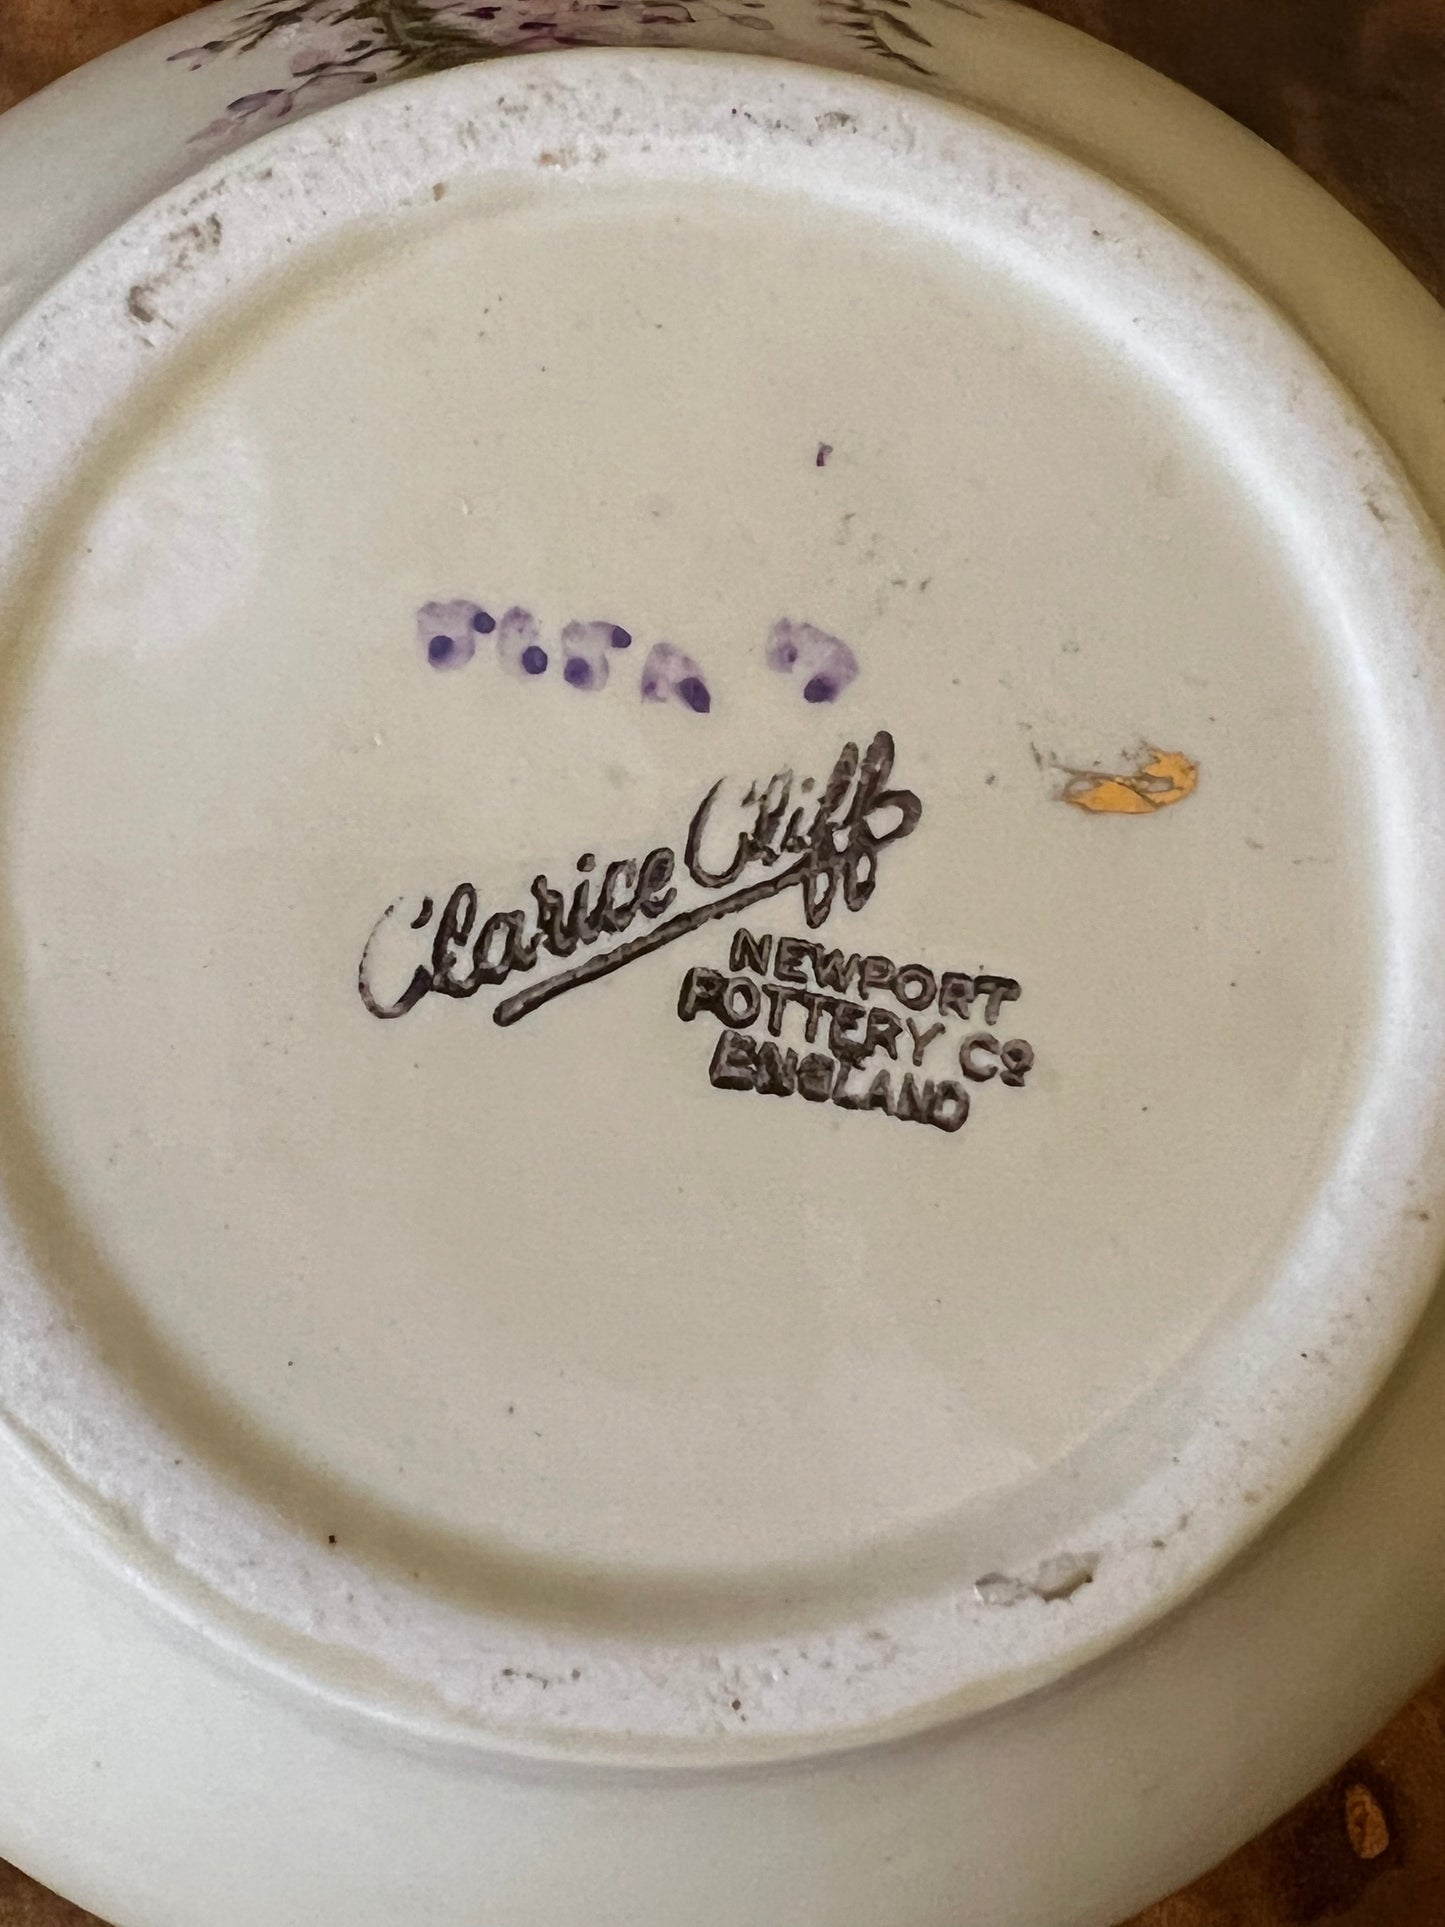 Clarice Cliff
NEWPORT
POTTERY Cº
ENGLAND